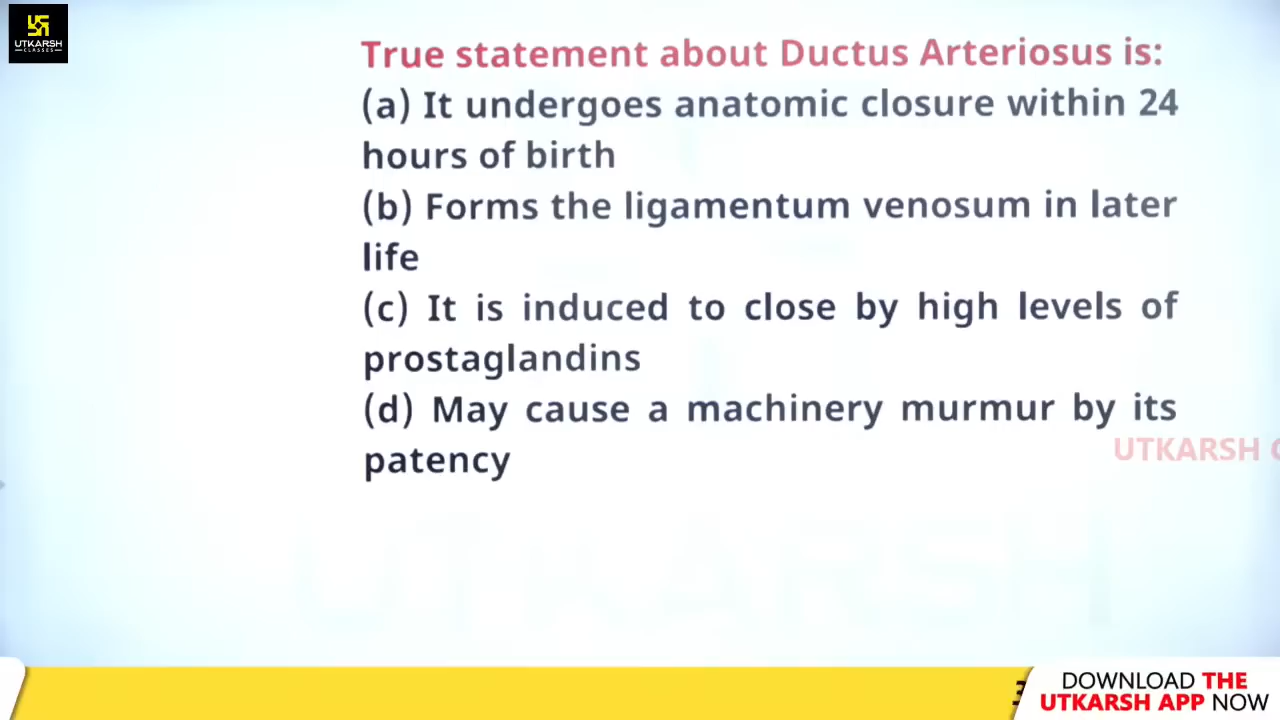 UTKARSH
CLASSES
True statement about Ductus Arteriosus is:
(a) It undergoes anatomic closure within 24
hours of birth
(b) Forms the ligamentum venosum in later
life
(c) It is induced to close by high levels of
prostaglandins
(d) May cause a machinery murmur by its
patency
UTKARSH
UTKARSH
DOWNLOAD THE
UTKARSH APP NOW